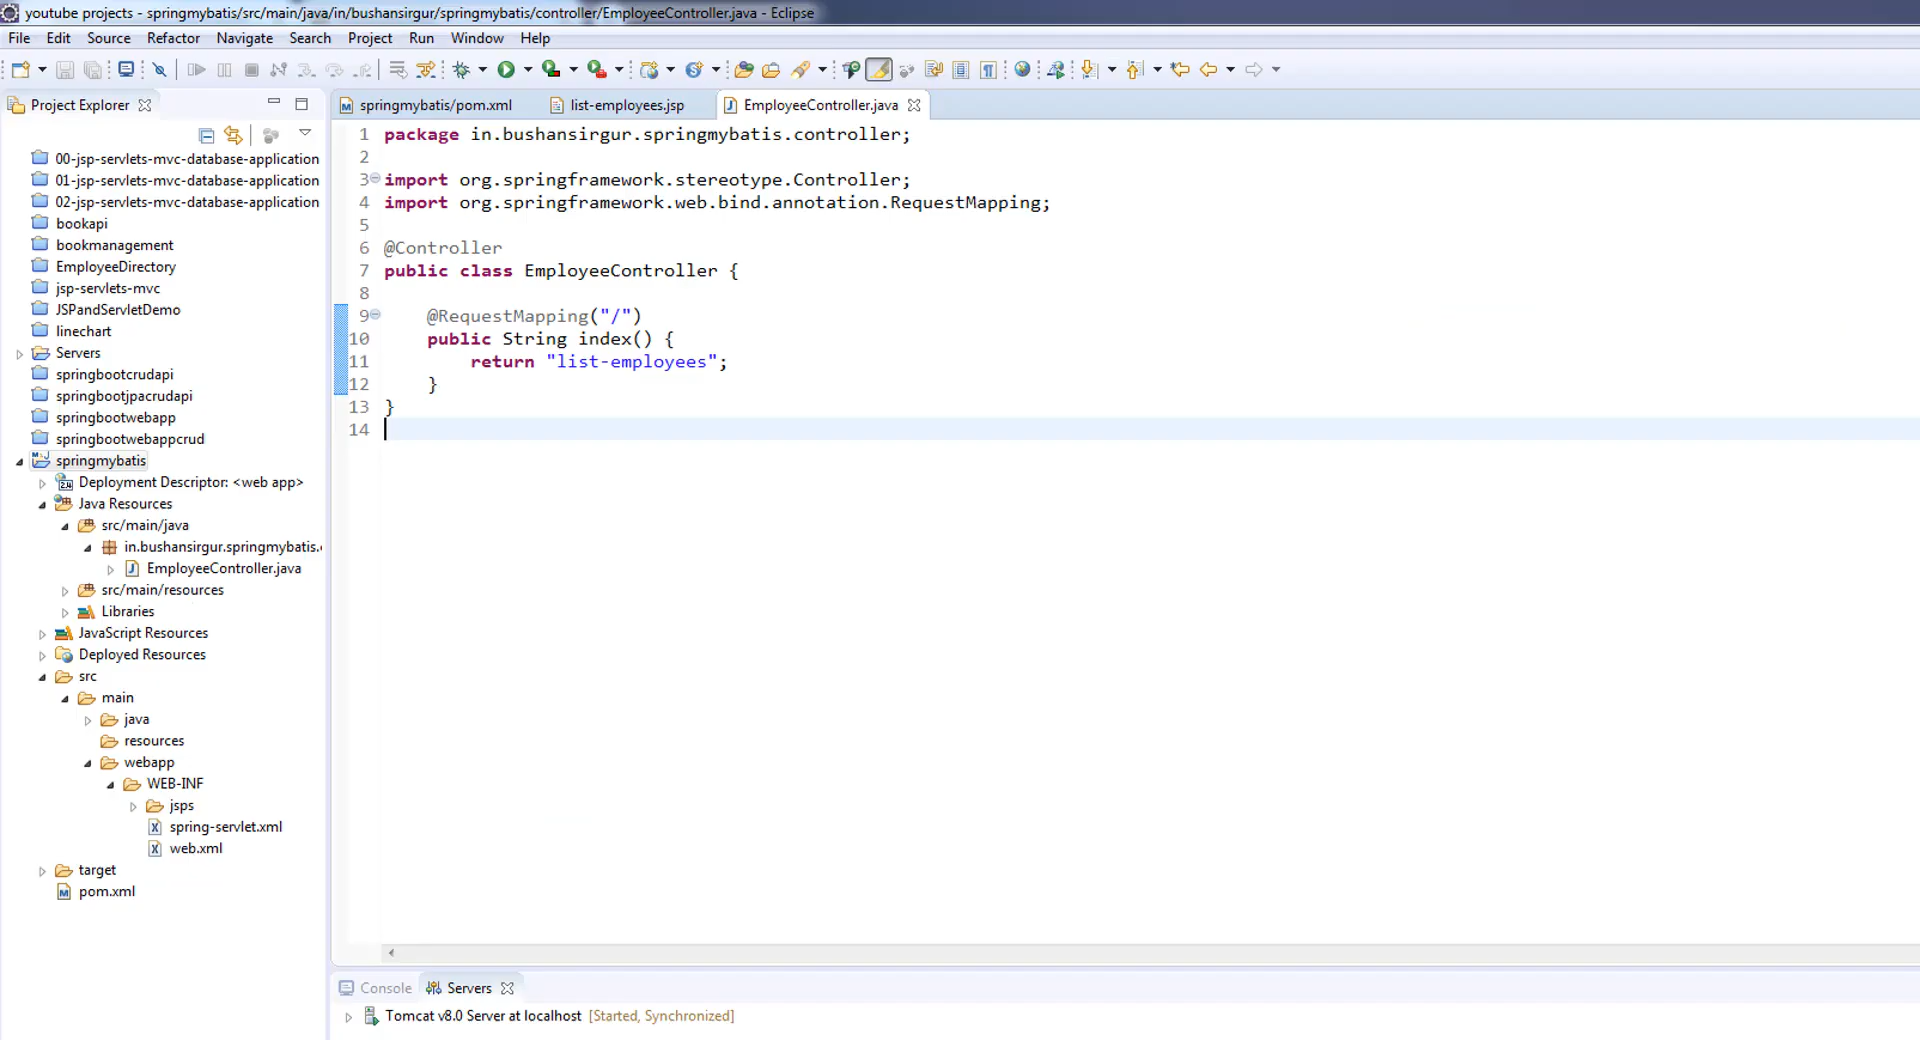 youtube projects - springmybatis/src/main/java/in/bushansirgur/springmybatis/controller/EmployeeController.java - Eclipse
File Edit Source Refactor Navigate Search Project Run Window Help
Project Explorer
00-jsp-servlets-mvc-database-application
01-jsp-servlets-mvc-database-application
02-jsp-servlets-mvc-database-application
bookapi
bookmanagement
EmployeeDirectory
jsp-servlets-mvc
JSPandServletDemo
linechart
Servers
springbootcrudapi
springbootjpacrudapi
springbootwebapp
springbootwebappcrud
springmybatis
Deployment Descriptor: <web app>
Java Resources
src/main/java
in.bushansirgur.springmybatis.
EmployeeController.java
src/main/resources
Libraries
JavaScript Resources
Deployed Resources
src
main
java
resources
webapp
WEB-INF
jsps
spring-servlet.xml
web.xml
target
pom.xml
springmybatis/pom.xml list-employees.jsp EmployeeController.java
1 package in.bushansirgur.springmybatis.controller;
2
3 import org.springframework.stereotype.Controller;
4 import org.springframework.web.bind.annotation.RequestMapping;
5
6 @Controller
7 public class EmployeeController {
8
9 @RequestMapping("/")
10 public String index() {
11 return "list-employees";
12 }
13 }
14
Console Servers
Tomcat v8.0 Server at localhost [Started, Synchronized]